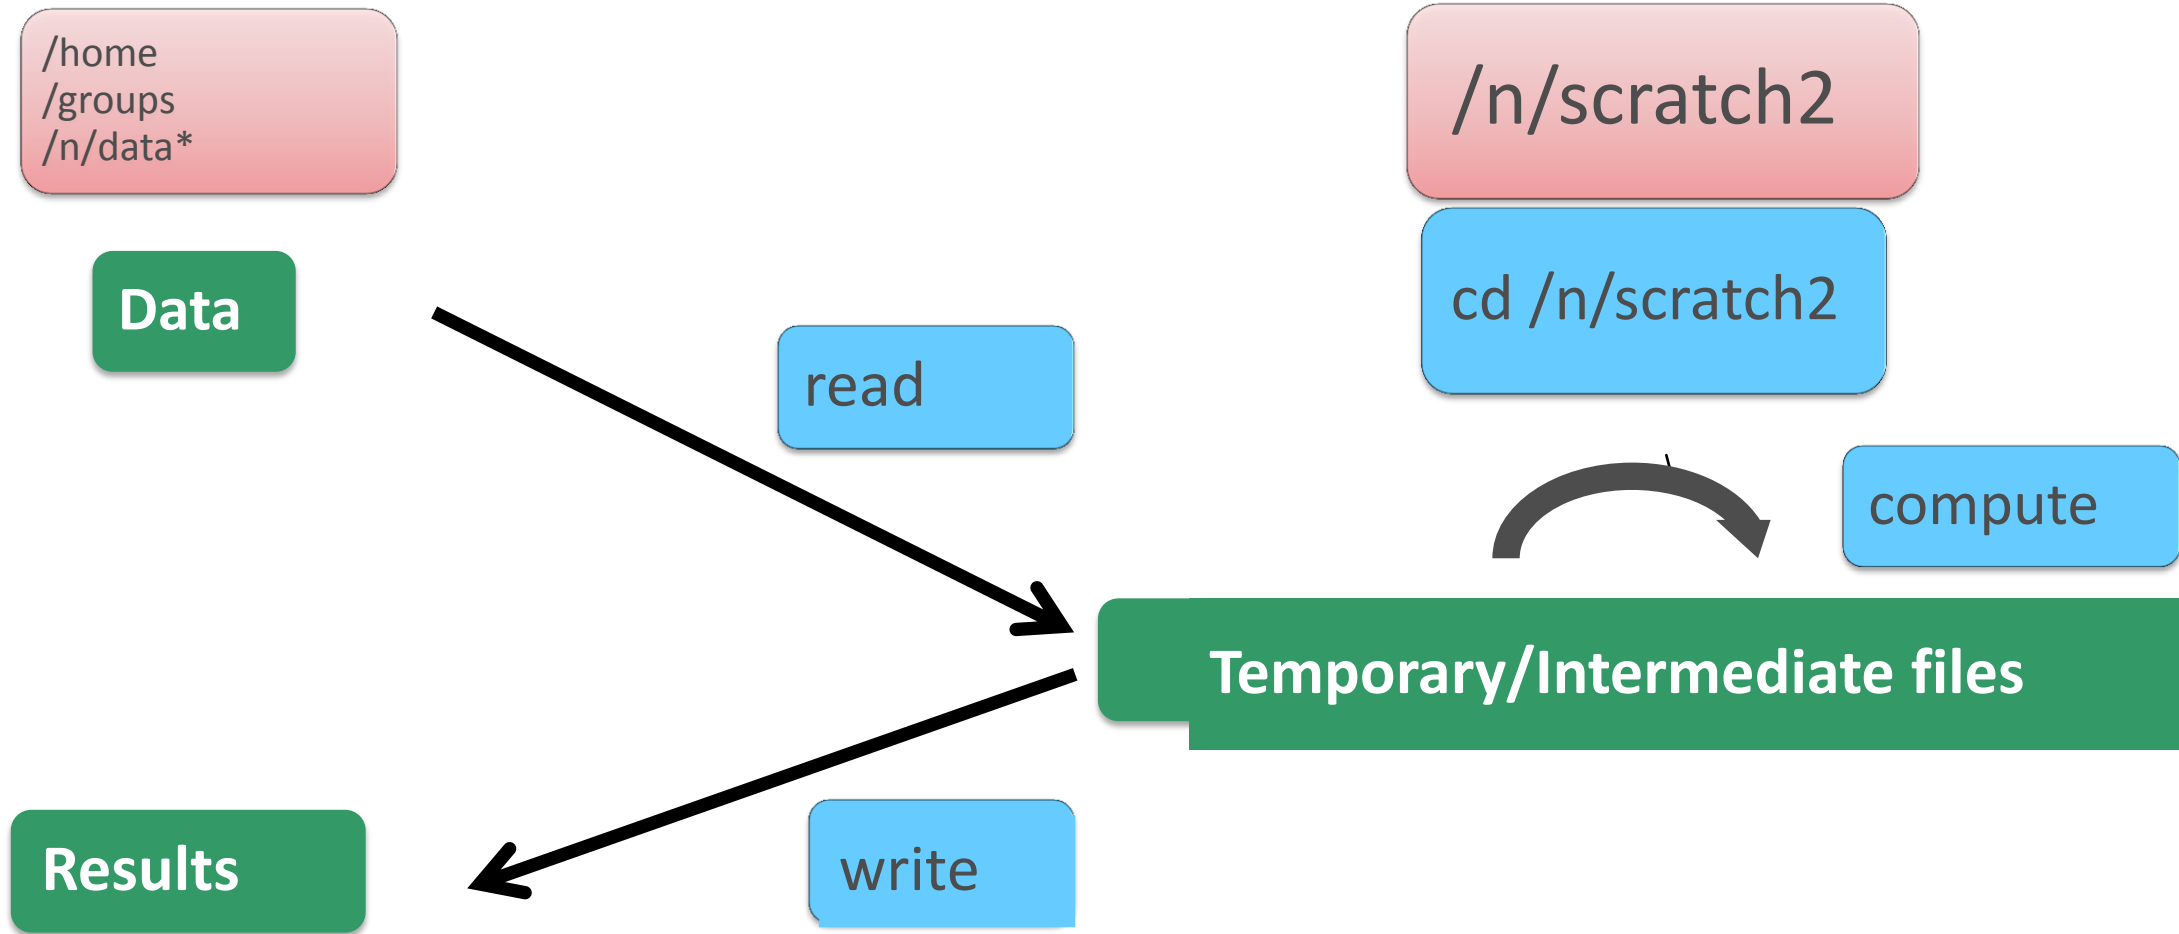 /home
/groups
/n/data*
/n/scratch2
Data
cd /n/scratch2
read
compute
Temporary/Intermediate files
Results
write